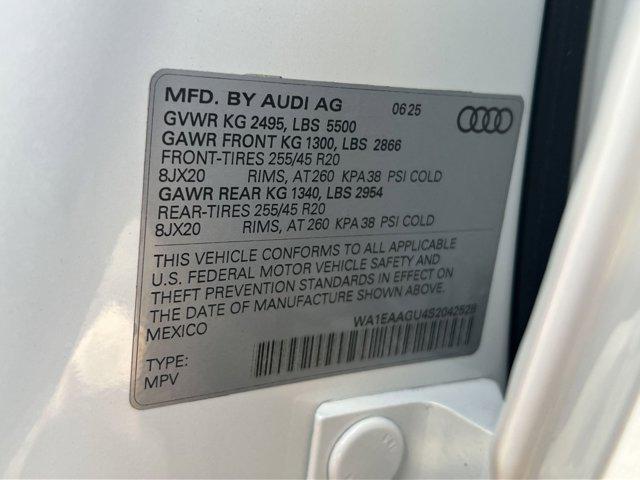 MFD. BY AUDI AG 06 25
GVWR KG 2495, LBS 5500
GAWR FRONT KG 1300, LBS 2866
FRONT-TIRES 255/45 R20
8JX20 RIMS, AT 260 KPA 38 PSI COLD
GAWR REAR KG 1340, LBS 2954
REAR-TIRES 255/45 R20
8JX20 RIMS, AT 260 KPA 38 PSI COLD
THIS VEHICLE CONFORMS TO ALL APPLICABLE
U.S. FEDERAL MOTOR VEHICLE SAFETY AND
THEFT PREVENTION STANDARDS IN EFFECT ON
THE DATE OF MANUFACTURE SHOWN ABOVE.
MEXICO
WA1EAAGU4S2042528
TYPE:
MPV